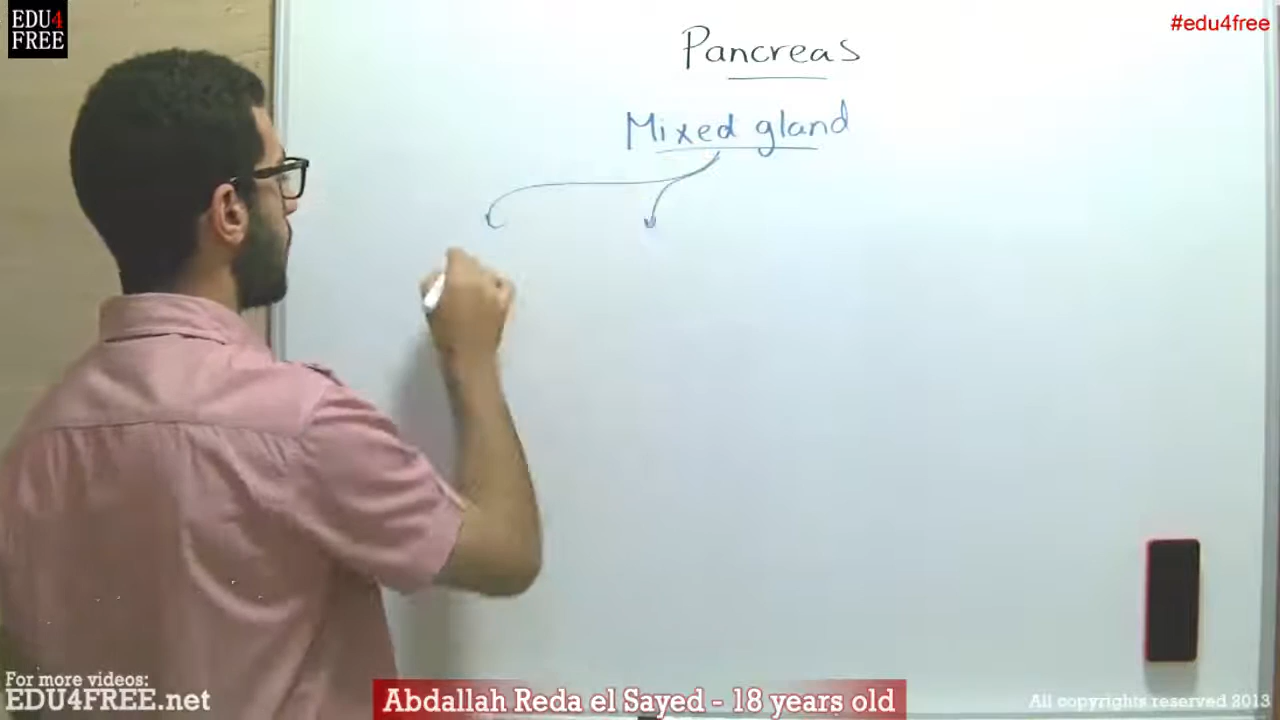 EDU4
FREE
#edu4free
Pancreas
Mixed gland
For more videos:
EDU4FREE.net
Abdallah Reda el Sayed - 18 years old
All copyrights reserved 2013